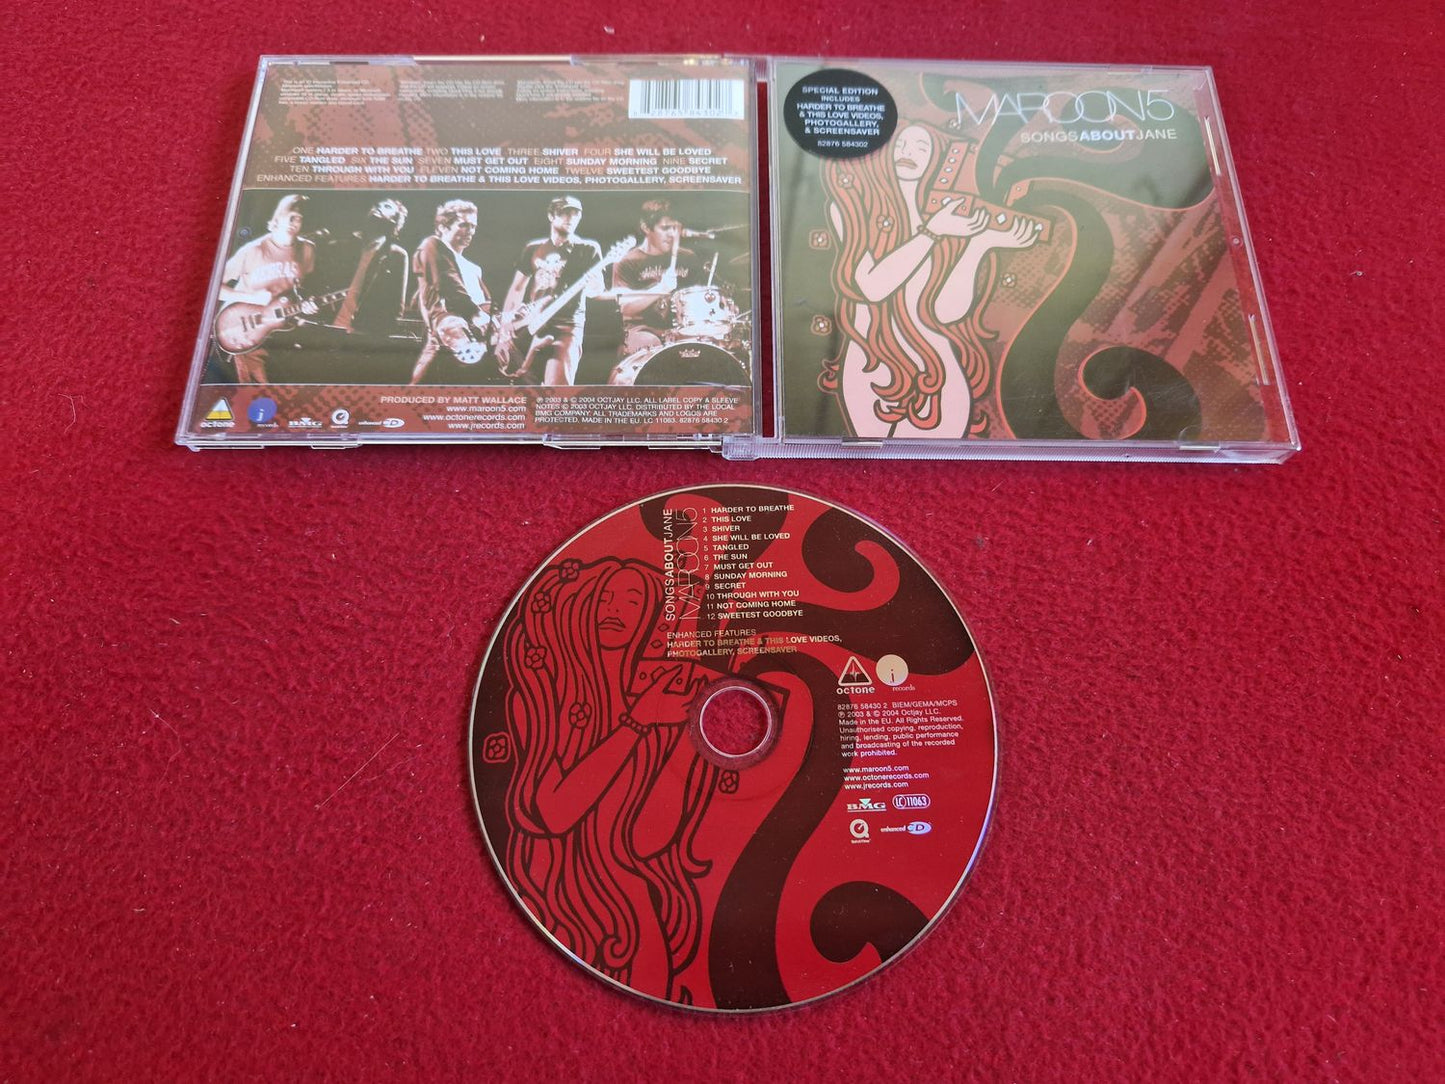 ONE HARDER TO BREATHE TWO THIS LOVE THREE SHIVER FOUR SHE WILL BE LOVED
FIVE TANGLED SIX THE SUN SEVEN MUST GET OUT EIGHT SUNDAY MORNING NINE SECRET
TEN THROUGH WITH YOU ELEVEN NOT COMING HOME TWELVE SWEETEST GOODBYE
ENHANCED FEATURES HARDER TO BREATHE & THIS LOVE VIDEOS, PHOTOGALLERY, SCREENSAVER
PRODUCED BY MATT WALLACE
www.maroon5.com
www.octonerecords.com
www.jrecords.com
℗ 2003 & © 2004 OCTJAY LLC. ALL LABEL COPY & SLEEVE
NOTES © 2003 OCTJAY LLC. DISTRIBUTED BY THE LOCAL
BMG COMPANY. ALL TRADEMARKS AND LOGOS ARE
PROTECTED. MADE IN THE EU. LC 11063. 82876 58430 2
octone
records
BMG
enhanced CD
SPECIAL EDITION
INCLUDES
HARDER TO BREATHE
& THIS LOVE VIDEOS,
PHOTOGALLERY,
& SCREENSAVER
82876 584302
MAROON5
SONGSABOUTJANE
SONGSABOUTJANE
MAROON5
1 HARDER TO BREATHE
2 THIS LOVE
3 SHIVER
4 SHE WILL BE LOVED
5 TANGLED
6 THE SUN
7 MUST GET OUT
8 SUNDAY MORNING
9 SECRET
10 THROUGH WITH YOU
11 NOT COMING HOME
12 SWEETEST GOODBYE
ENHANCED FEATURES
HARDER TO BREATHE & THIS LOVE VIDEOS,
PHOTOGALLERY, SCREENSAVER
octone
j records
82876 58430 2 BIEM/GEMA/MCPS
℗ 2003 & © 2004 Octjay LLC.
Made in the EU. All Rights Reserved.
Unauthorised copying, reproduction,
hiring, lending, public performance
and broadcasting of the recorded
work prohibited.
www.maroon5.com
www.octonerecords.com
www.jrecords.com
BMG LC 11063
enhanced CD